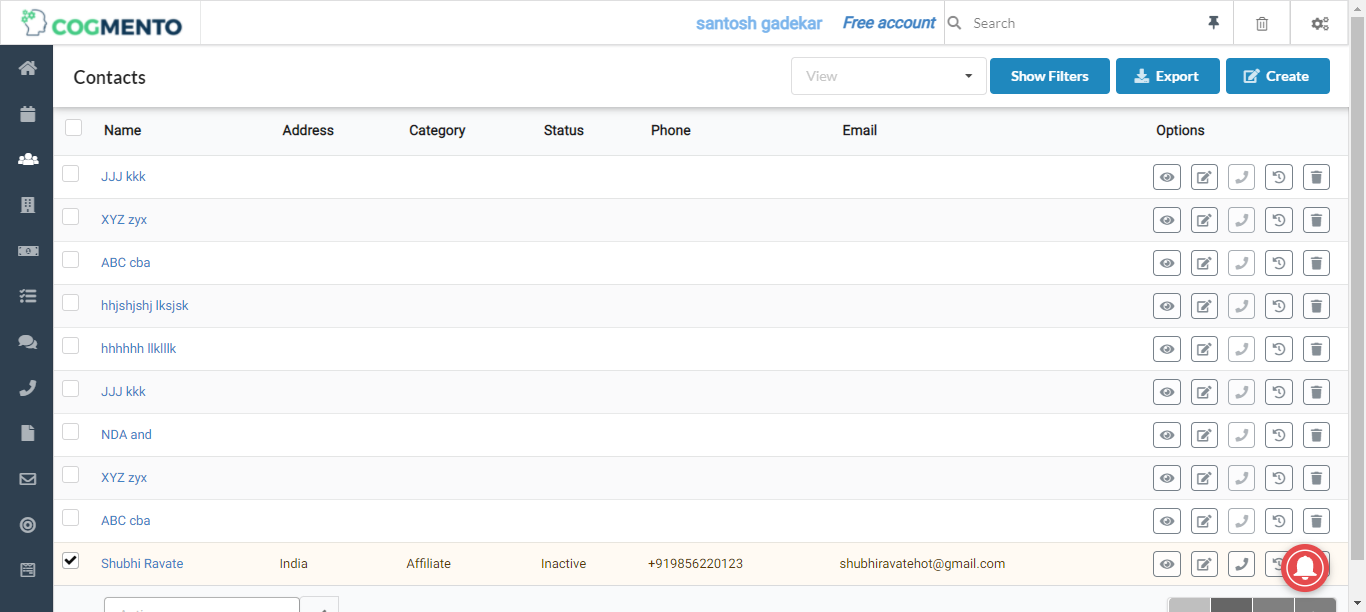 COGMENTO santosh gadekar Free account Search
Contacts View Show Filters Export Create
Name Address Category Status Phone Email Options
JJJ kkk
XYZ zyx
ABC cba
hhjshjshj lksjsk
hhhhhh llklllk
JJJ kkk
NDA and
XYZ zyx
ABC cba
Shubhi Ravate India Affiliate Inactive +919856220123 shubhiravatehot@gmail.com